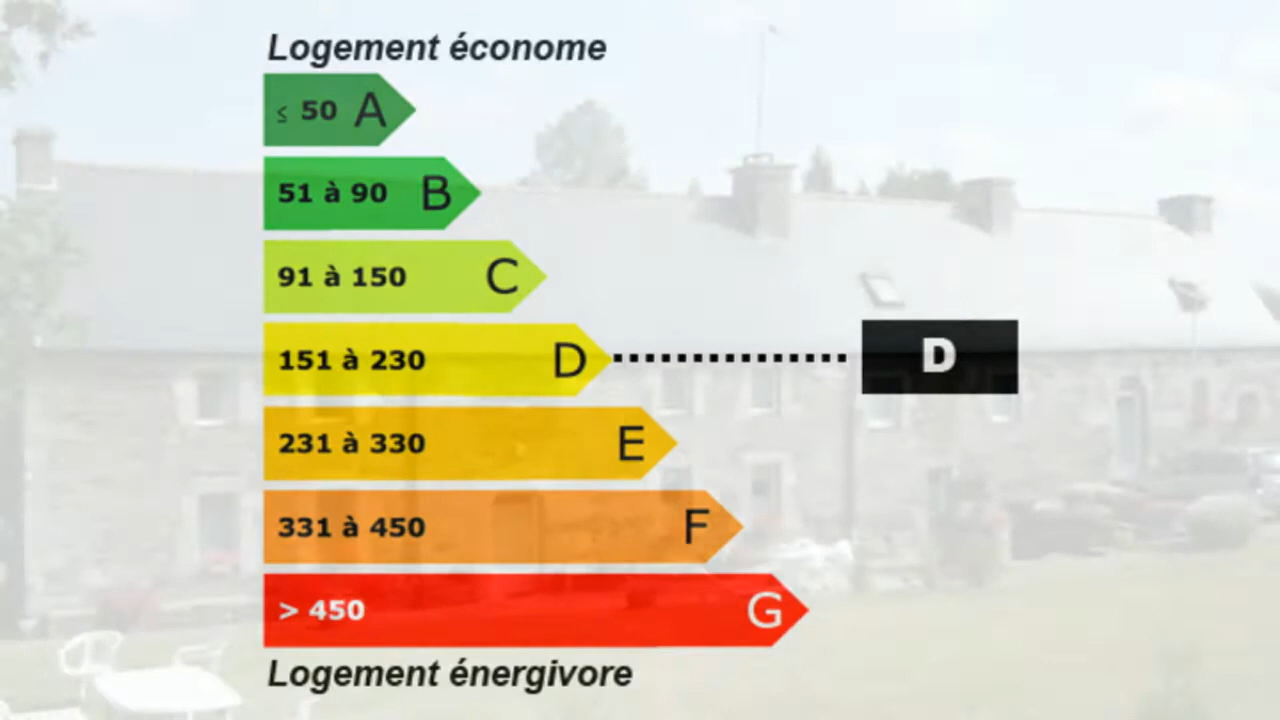 Logement économe
≤ 50 A
51 à 90 B
91 à 150 C
151 à 230 D
D
231 à 330 E
331 à 450 F
> 450 G
Logement énergivore